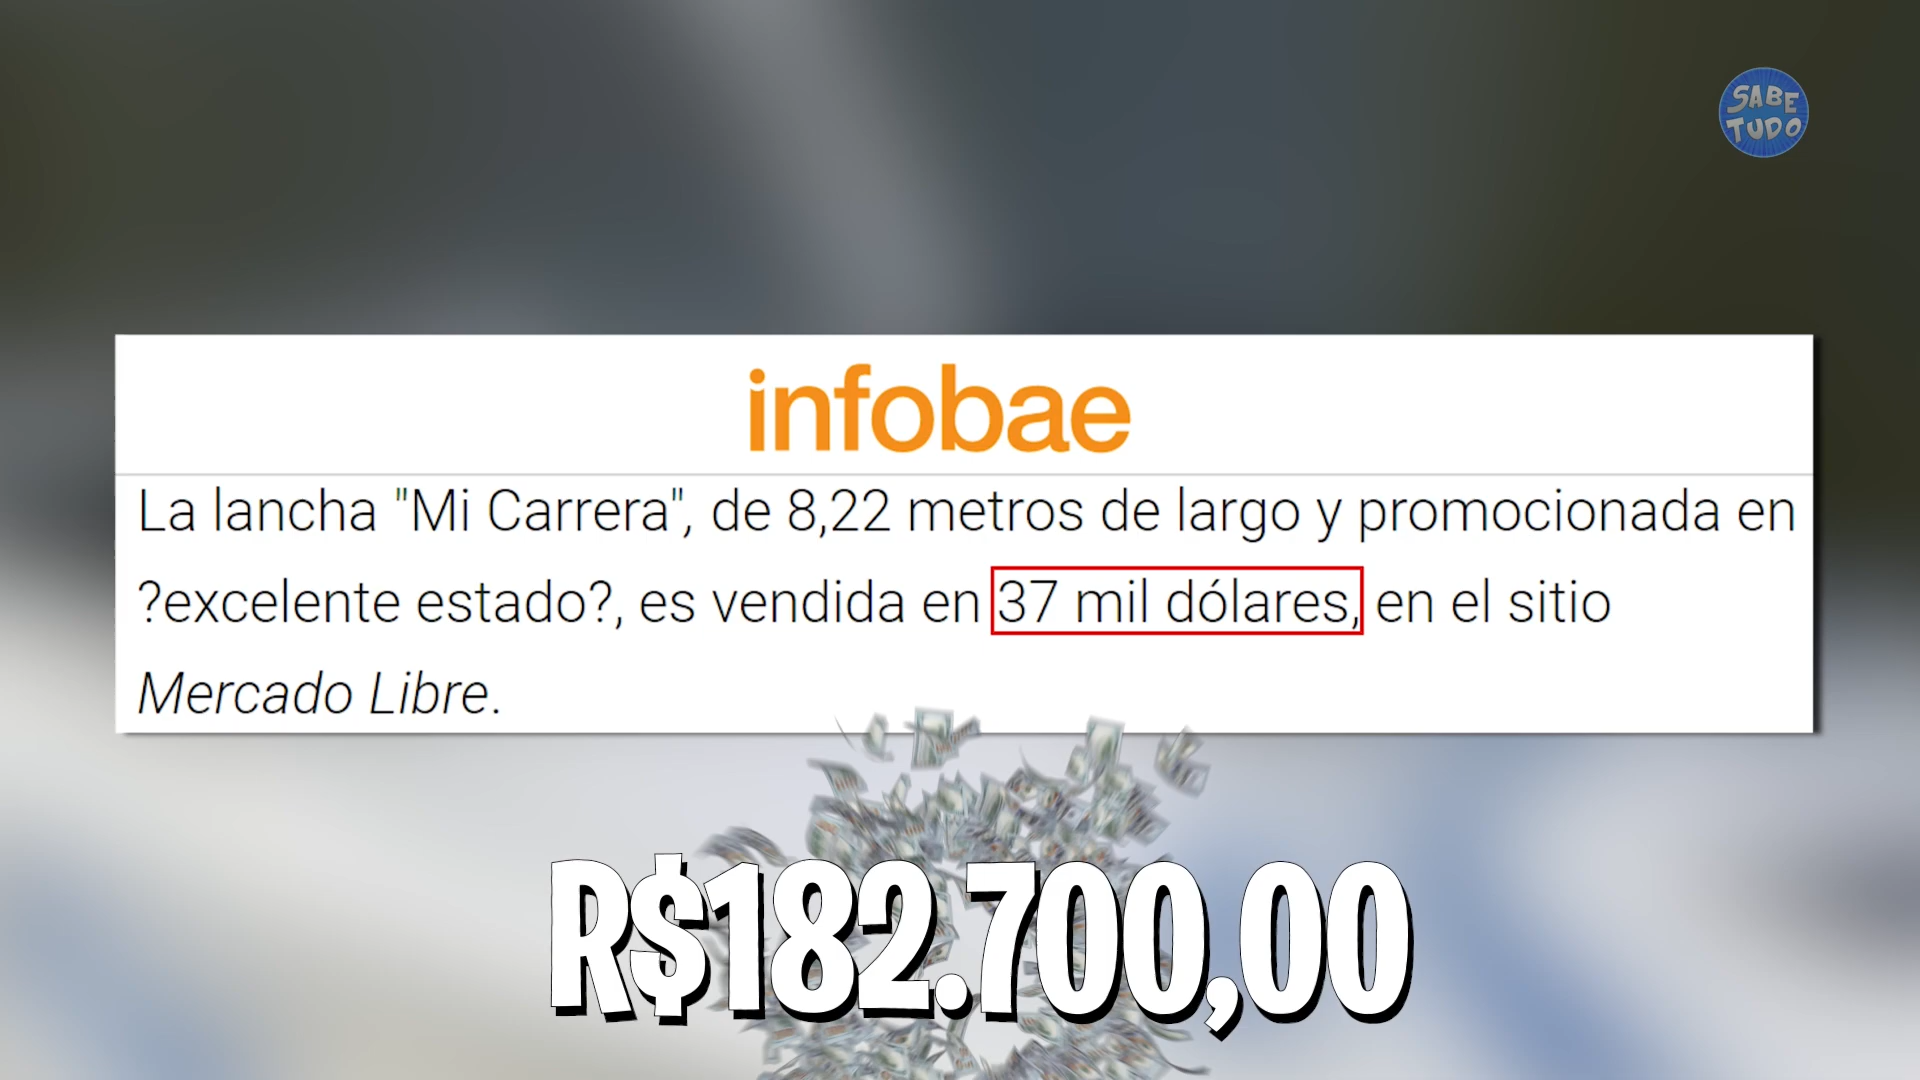 SABE
TUDO
infobae
La lancha "Mi Carrera", de 8,22 metros de largo y promocionada en
?excelente estado?, es vendida en 37 mil dólares, en el sitio
Mercado Libre.
R$182.700,00